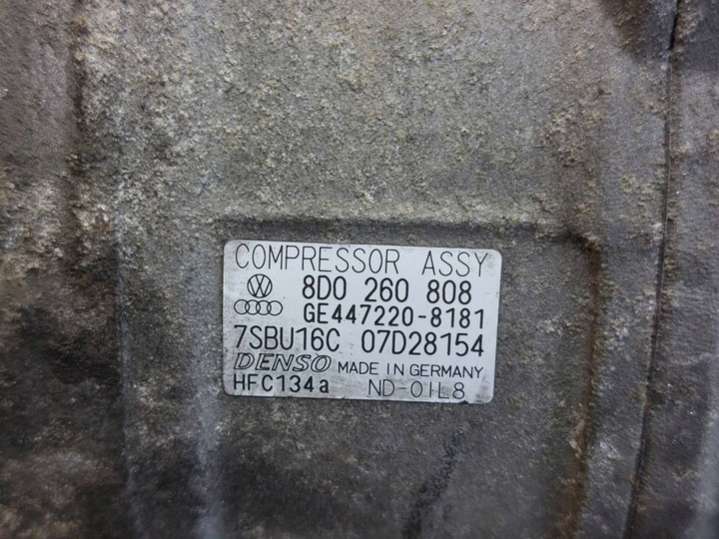 COMPRESSOR ASSY
8D0 260 808
GE447220-8181
7SBU16C 07D28154
DENSO MADE IN GERMANY
HFC134a ND-OIL8